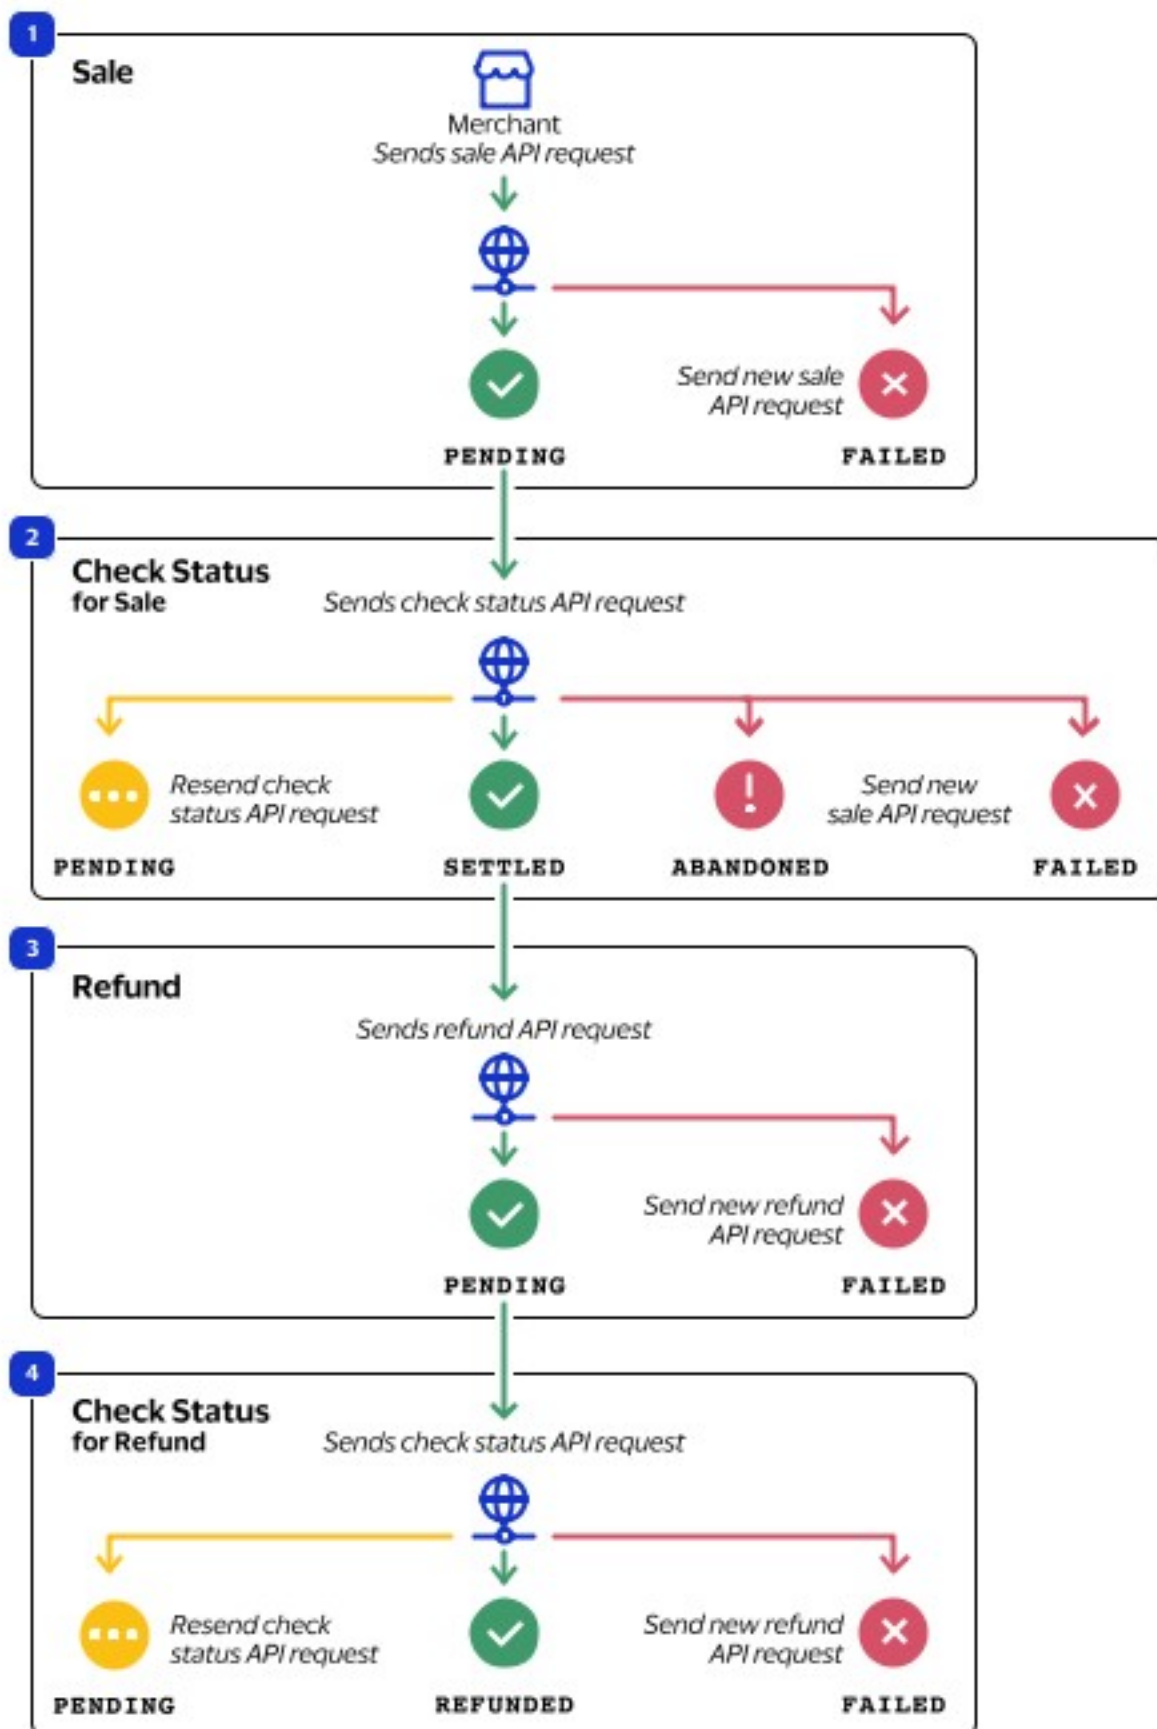 1
Sale
Merchant
Sends sale API request
Send new sale
API request
PENDING
FAILED
2
Check Status
for Sale
Sends check status API request
Resend check
status API request
Send new
sale API request
PENDING
SETTLED
ABANDONED
FAILED
3
Refund
Sends refund API request
Send new refund
API request
PENDING
FAILED
4
Check Status
for Refund
Sends check status API request
Resend check
status API request
Send new refund
API request
PENDING
REFUNDED
FAILED